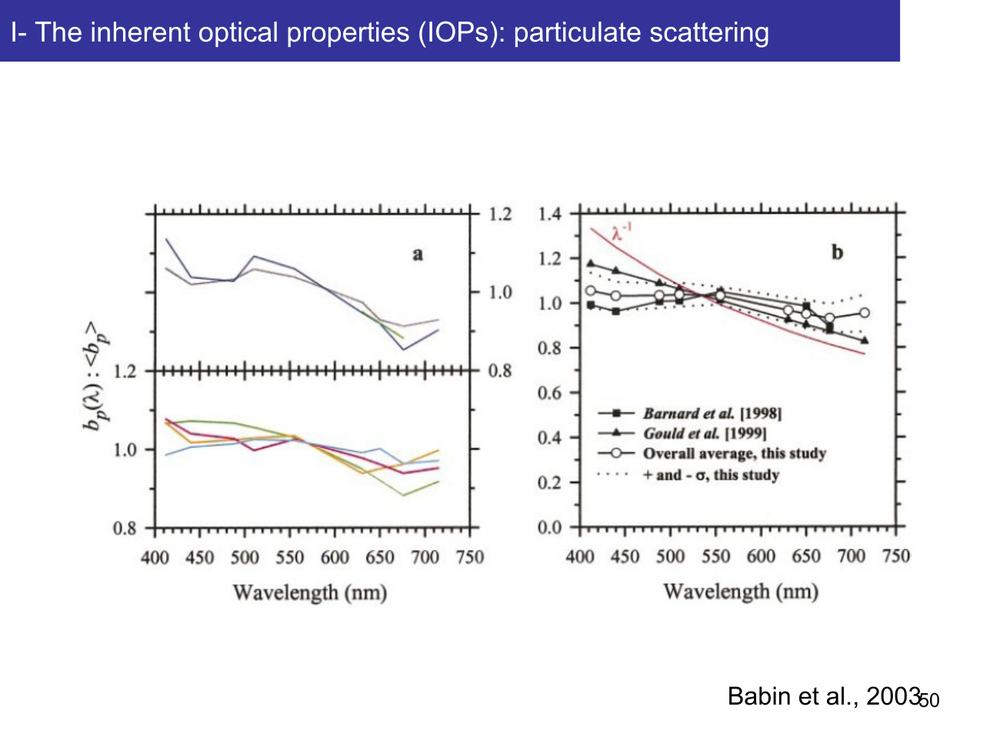 I- The inherent optical properties (IOPs): particulate scattering
a
1.2
1.0
0.8
1.2
1.0
0.8
bp(λ) : <bp>
400 450 500 550 600 650 700 750
Wavelength (nm)
b
λ-1
1.4
1.2
1.0
0.8
0.6
0.4
0.2
0.0
Barnard et al. [1998]
Gould et al. [1999]
Overall average, this study
+ and - σ, this study
400 450 500 550 600 650 700 750
Wavelength (nm)
Babin et al., 2003
50